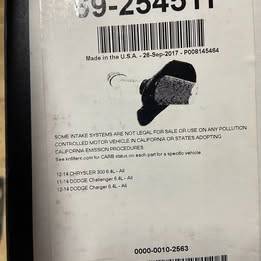 69-2545TT
Made in the U.S.A. - 26-Sep-2017 - P008145464
SOME INTAKE SYSTEMS ARE NOT LEGAL FOR SALE OR USE ON ANY POLLUTION
CONTROLLED MOTOR VEHICLE IN CALIFORNIA OR STATES ADOPTING
CALIFORNIA EMISSION PROCEDURES.
See knfilters.com for CARB status on each part for a specific vehicle.
12-14 CHRYSLER 300 6.4L - All
11-14 DODGE Challenger 6.4L - All
12-14 DODGE Charger 6.4L - All
0000-0010-2563